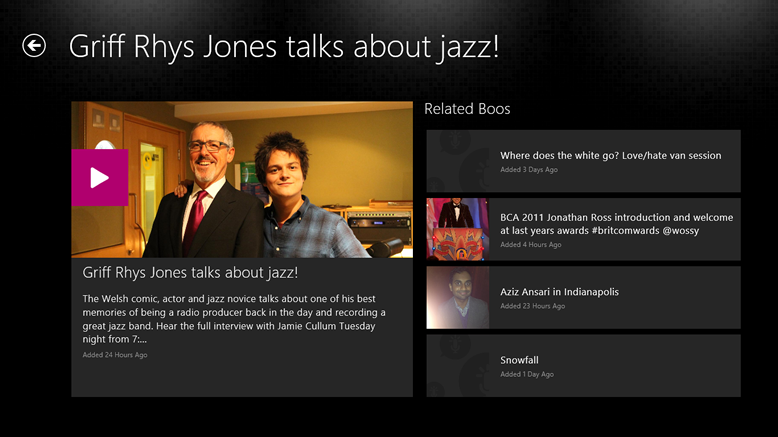 Griff Rhys Jones talks about jazz!
Griff Rhys Jones talks about jazz!
The Welsh comic, actor and jazz novice talks about one of his best
memories of being a radio producer back in the day and recording a
great jazz band. Hear the full interview with Jamie Cullum Tuesday
night from 7:...
Added 24 Hours Ago
Related Boos
Where does the white go? Love/hate van session
Added 3 Days Ago
BCA 2011 Jonathan Ross introduction and welcome
at last years awards #britcomwards @wossy
Added 4 Hours Ago
Aziz Ansari in Indianapolis
Added 23 Hours Ago
Snowfall
Added 1 Day Ago